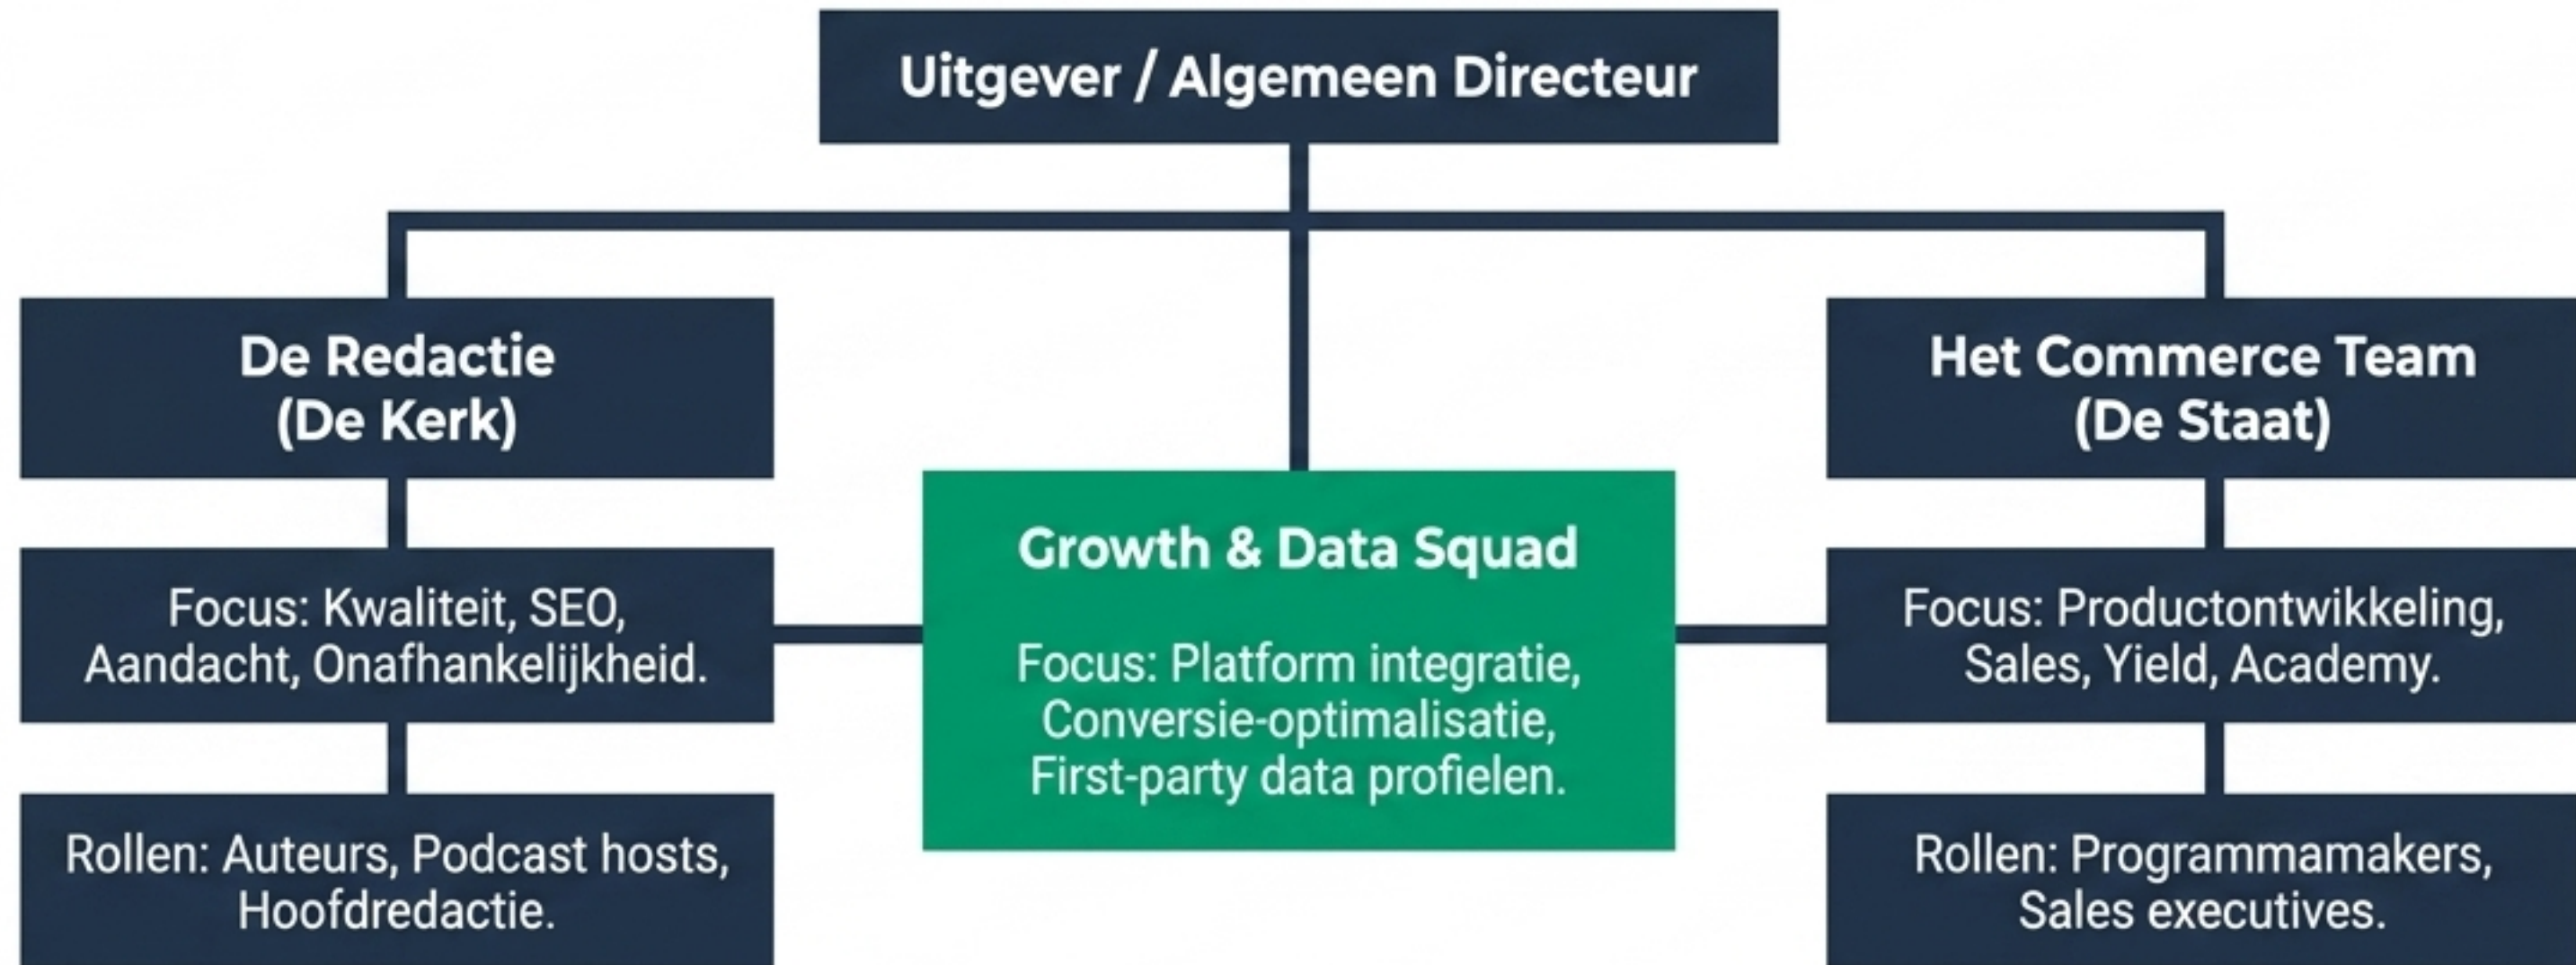 Uitgever / Algemeen Directeur
De Redactie
(De Kerk)
Focus: Kwaliteit, SEO,
Aandacht, Onafhankelijkheid.
Rollen: Auteurs, Podcast hosts,
Hoofdredactie.
Growth & Data Squad
Focus: Platform integratie,
Conversie-optimalisatie,
First-party data profielen.
Het Commerce Team
(De Staat)
Focus: Productontwikkeling,
Sales, Yield, Academy.
Rollen: Programmamakers,
Sales executives.